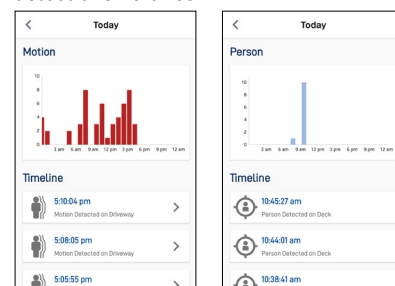 Today
Motion
10
8
6
4
2
0
3 am 6 am 9 am 12 pm 3 pm 6 pm 9 pm 12 am
Timeline
5:10:04 pm
Motion Detected on Driveway
5:08:05 pm
Motion Detected on Driveway
5:05:55 pm
Today
Person
10
8
6
4
2
0
3 am 6 am 9 am 12 pm 3 pm 6 pm 9 pm 12 am
Timeline
10:45:27 am
Person Detected on Deck
10:44:01 am
Person Detected on Deck
10:38:41 am